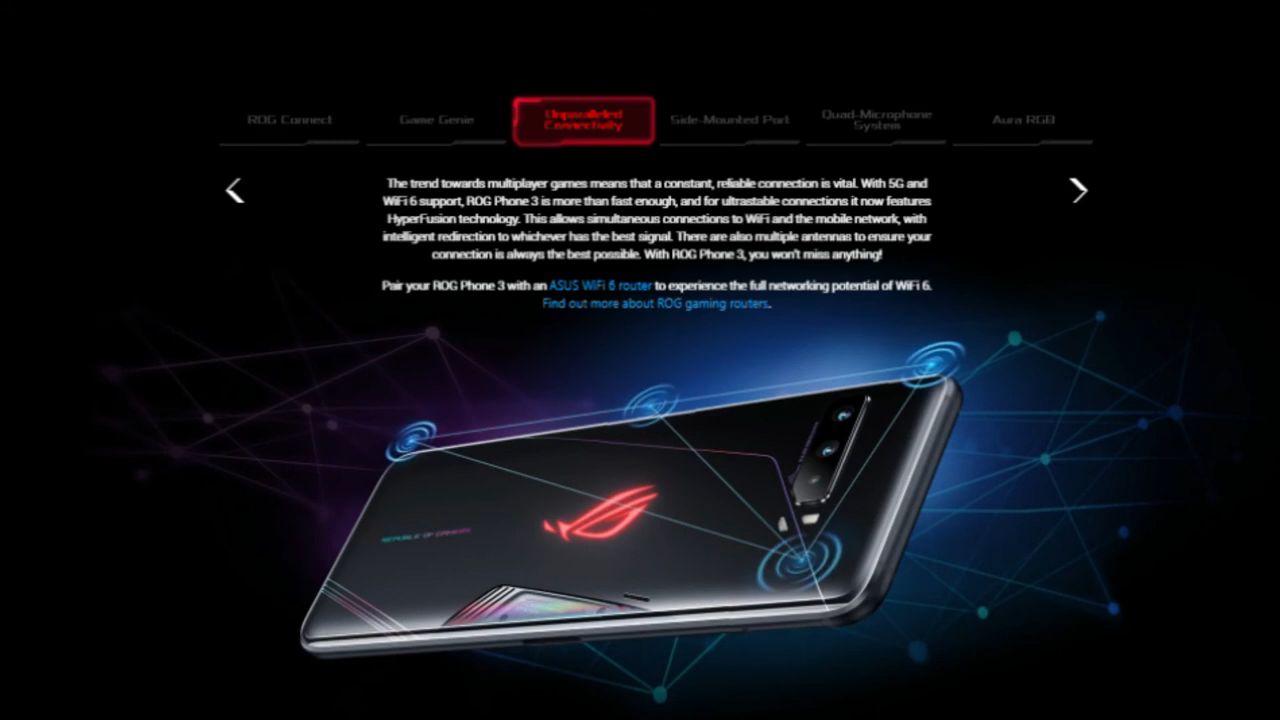 ROG Connect
Game Genie
Unparalleled
Connectivity
Side-Mounted Port
Quad-Microphone
System
Aura RGB
The trend towards multiplayer games means that a constant, reliable connection is vital. With 5G and
WiFi 6 support, ROG Phone 3 is more than fast enough, and for ultrastable connections it now features
HyperFusion technology. This allows simultaneous connections to WiFi and the mobile network, with
intelligent redirection to whichever has the best signal. There are also multiple antennas to ensure your
connection is always the best possible. With ROG Phone 3, you won't miss anything!
Pair your ROG Phone 3 with an ASUS WiFi 6 router to experience the full networking potential of WiFi 6.
Find out more about ROG gaming routers.
REPUBLIC OF GAMERS